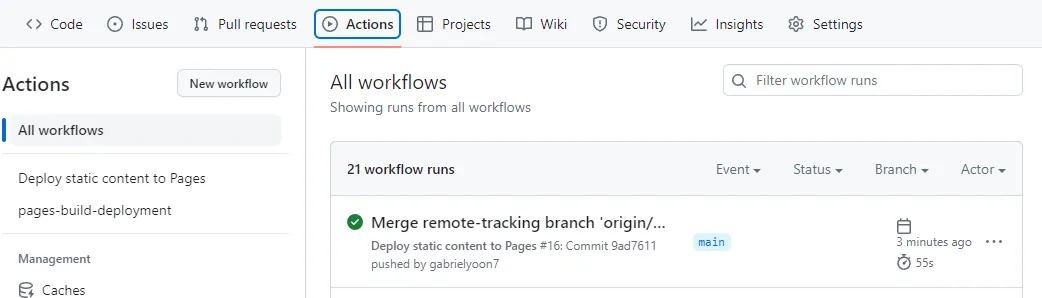 Code Issues Pull requests Actions Projects Wiki Security Insights Settings
Actions
New workflow
All workflows
Deploy static content to Pages
pages-build-deployment
Management
Caches
All workflows
Showing runs from all workflows
Filter workflow runs
21 workflow runs
Event Status Branch Actor
Merge remote-tracking branch 'origin/...
Deploy static content to Pages #16: Commit 9ad7611
pushed by gabrielyoon7
main
3 minutes ago
55s